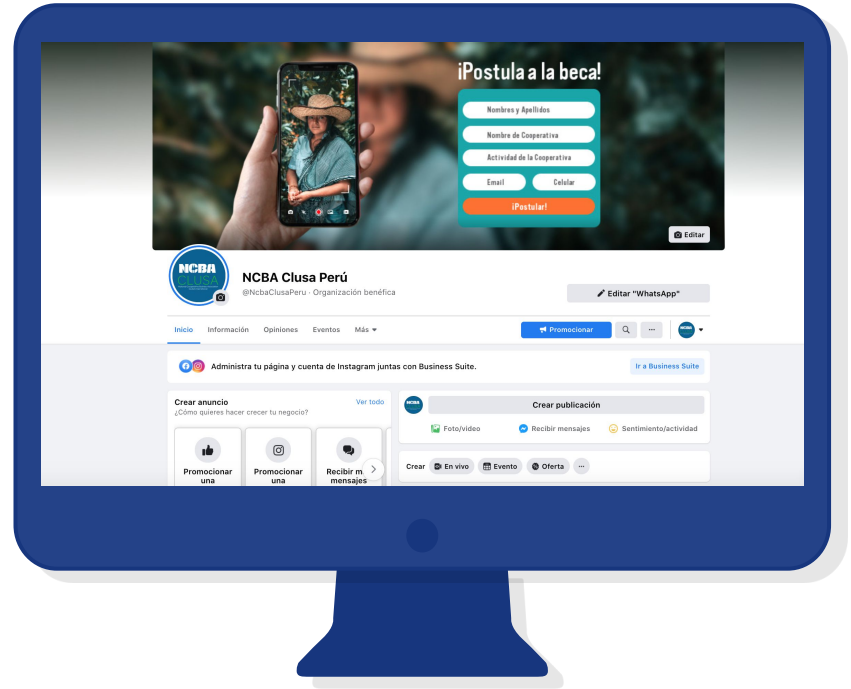 ¡Postula a la beca!
Nombres y Apellidos
Nombre de Cooperativa
Actividad de la Cooperativa
Email
Celular
¡Postular!
Editar
NCBA
CLUSA
NCBA Clusa Perú
@NcbaClusaPeru · Organización benéfica
Editar "WhatsApp"
Inicio
Información
Opiniones
Eventos
Más
Promocionar
Administra tu página y cuenta de Instagram juntas con Business Suite.
Ir a Business Suite
Crear anuncio
Ver todo
¿Cómo quieres hacer crecer tu negocio?
Promocionar
una
Promocionar
una
Recibir m
mensajes
Crear publicación
Foto/video
Recibir mensajes
Sentimiento/actividad
Crear
En vivo
Evento
Oferta